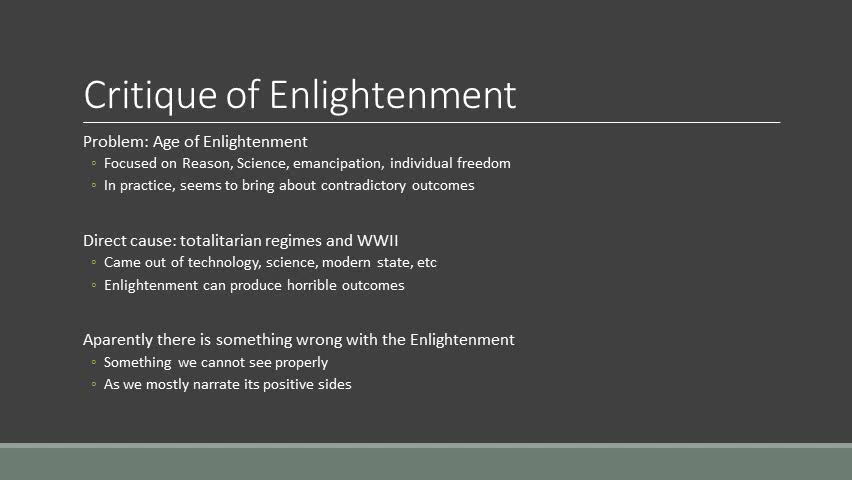 Critique of Enlightenment
Problem: Age of Enlightenment
◦ Focused on Reason, Science, emancipation, individual freedom
◦ In practice, seems to bring about contradictory outcomes
Direct cause: totalitarian regimes and WWII
◦ Came out of technology, science, modern state, etc
◦ Enlightenment can produce horrible outcomes
Aparently there is something wrong with the Enlightenment
◦ Something we cannot see properly
◦ As we mostly narrate its positive sides